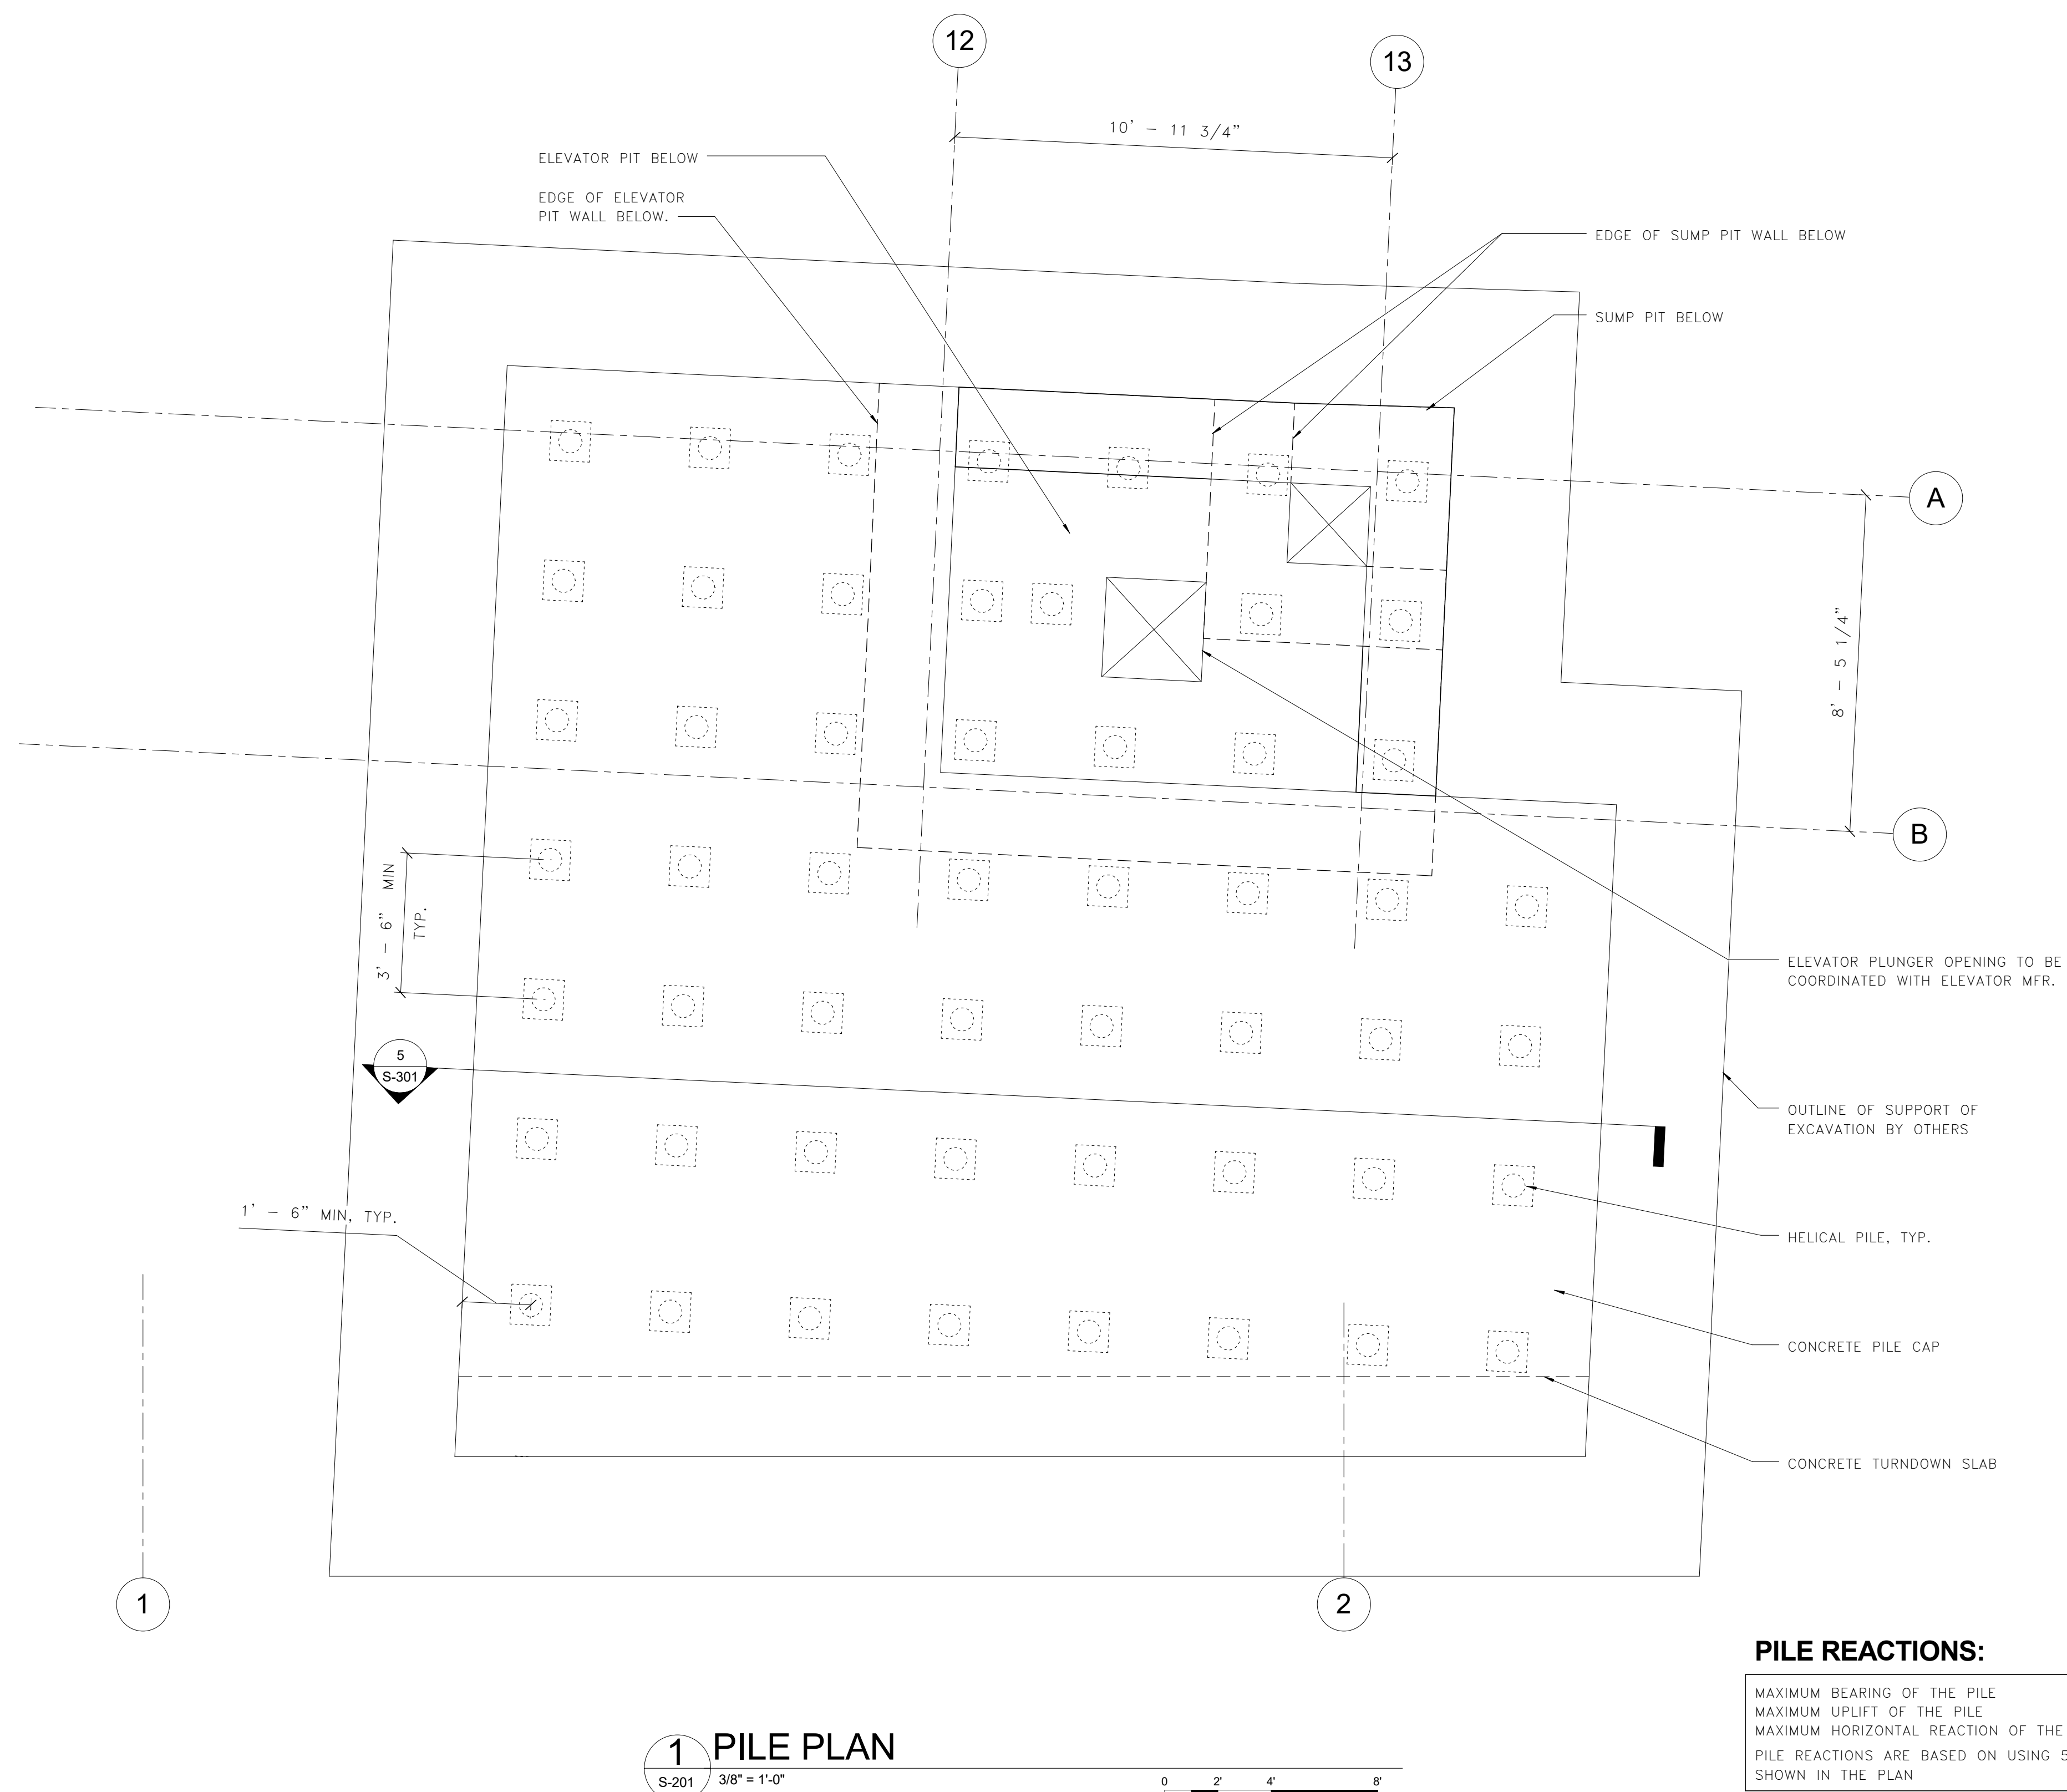 12
13
10' - 11 3/4"
ELEVATOR PIT BELOW
EDGE OF ELEVATOR
PIT WALL BELOW.
EDGE OF SUMP PIT WALL BELOW
SUMP PIT BELOW
A
8' - 5 1/4"
B
3' - 6" MIN
TYP.
ELEVATOR PLUNGER OPENING TO BE
COORDINATED WITH ELEVATOR MFR.
5
S-301
OUTLINE OF SUPPORT OF
EXCAVATION BY OTHERS
1' - 6" MIN, TYP.
HELICAL PILE, TYP.
CONCRETE PILE CAP
CONCRETE TURNDOWN SLAB
1
2
PILE REACTIONS:
MAXIMUM BEARING OF THE PILE
MAXIMUM UPLIFT OF THE PILE
MAXIMUM HORIZONTAL REACTION OF THE
PILE REACTIONS ARE BASED ON USING 5
SHOWN IN THE PLAN
1
S-201
PILE PLAN
3/8" = 1'-0"
0 2' 4' 8'